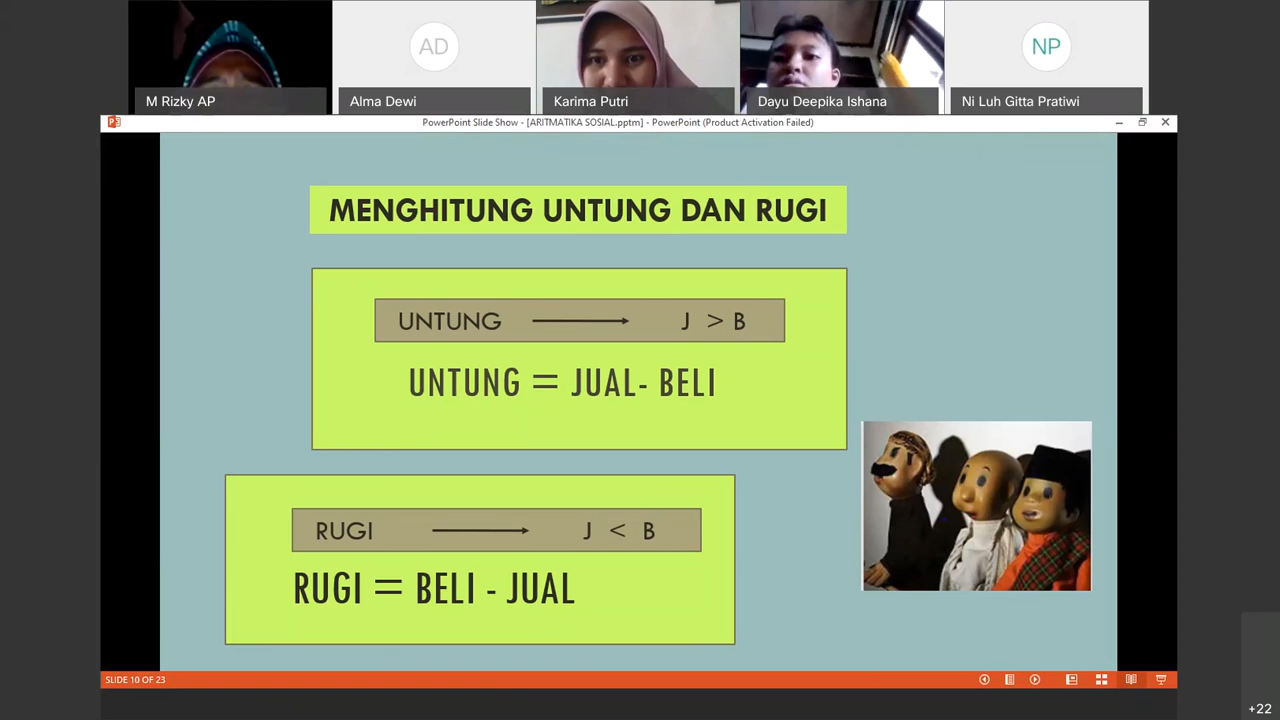 AD
NP
M Rizky AP
Alma Dewi
Karima Putri
Dayu Deepika Ishana
Ni Luh Gitta Pratiwi
PowerPoint Slide Show - [ARITMATIKA SOSIAL.pptm] - PowerPoint (Product Activation Failed)
MENGHITUNG UNTUNG DAN RUGI
UNTUNG → J > B
UNTUNG = JUAL- BELI
RUGI → J < B
RUGI = BELI - JUAL
SLIDE 10 OF 23
+22